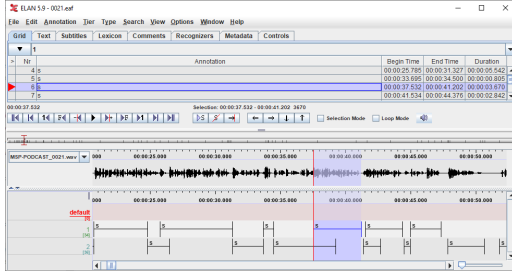 ELAN 5.9 - 0021.eaf
File Edit Annotation Tier Type Search View Options Window Help
Grid Text Subtitles Lexicon Comments Recognizers Metadata Controls
1
> Nr Annotation Begin Time End Time Duration
4 s 00:00:25.785 00:00:31.327 00:00:05.542
5 s 00:00:33.695 00:00:34.500 00:00:00.805
6 s 00:00:37.532 00:00:41.202 00:00:03.670
7 s 00:00:41.534 00:00:44.376 00:00:02.842
00:00:37.532 Selection: 00:00:37.532 - 00:00:41.202 3670
Selection Mode Loop Mode
MSP-PODCAST_0021.wav 000 00:00:25.000 00:00:30.000 00:00:35.000 00:00:40.000 00:00:45.000 00:00:50.000
000 00:00:25.000 00:00:30.000 00:00:35.000 00:00:40.000 00:00:45.000 00:00:50.000
default
1 s s s s s s
2 s s s s s s